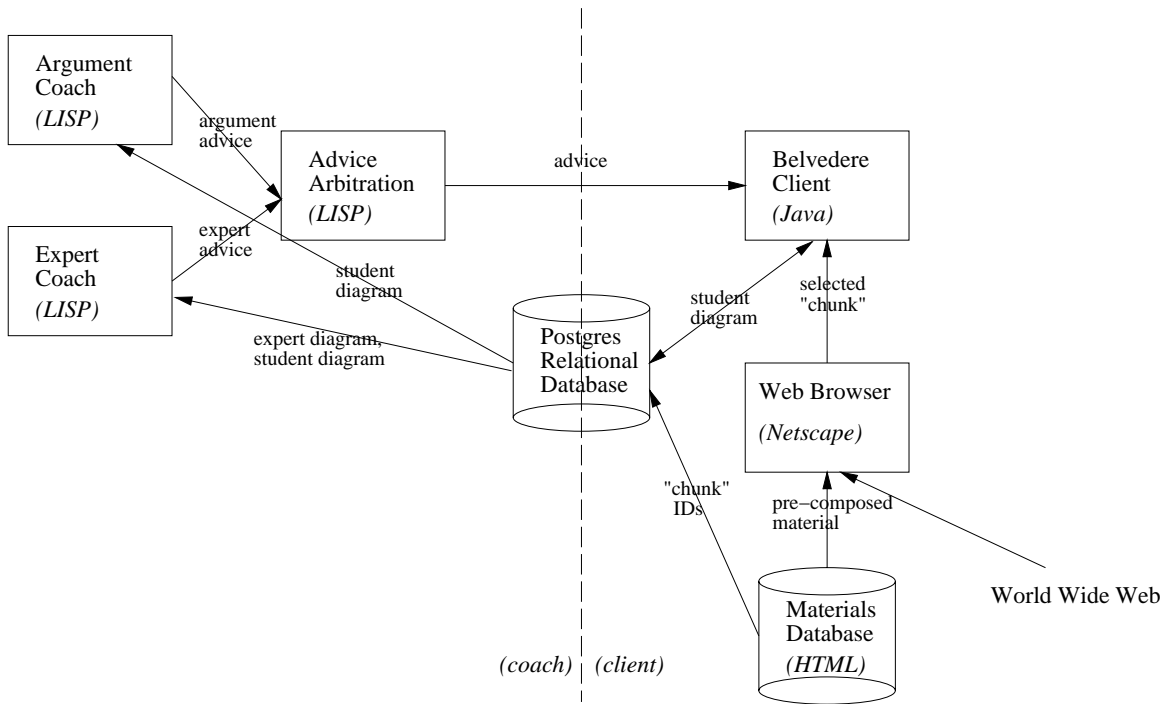 Argument
Coach
(LISP)
argument
advice
Advice
Arbitration
(LISP)
advice
Belvedere
Client
(Java)
expert
advice
Expert
Coach
(LISP)
student
diagram
expert diagram,
student diagram
Postgres
Relational
Database
student
diagram
selected
"chunk"
Web Browser
(Netscape)
"chunk"
IDs
pre-composed
material
World Wide Web
Materials
Database
(HTML)
(coach)
(client)